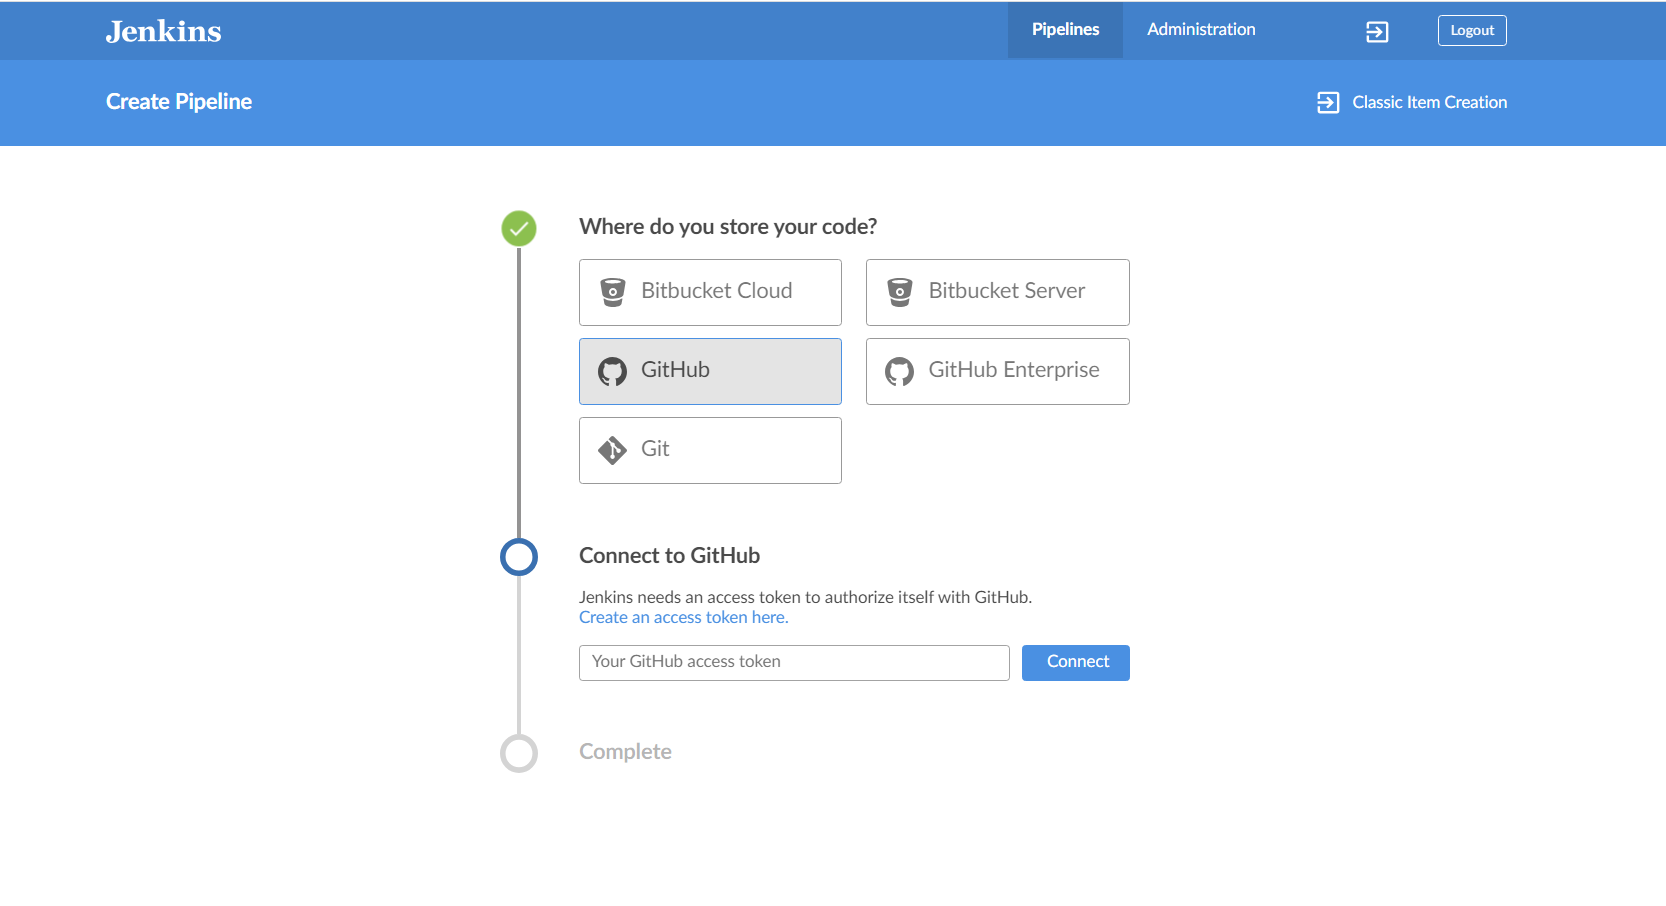 Jenkins
Pipelines
Administration
Logout
Create Pipeline
Classic Item Creation
Where do you store your code?
Bitbucket Cloud
Bitbucket Server
GitHub
GitHub Enterprise
Git
Connect to GitHub
Jenkins needs an access token to authorize itself with GitHub.
Create an access token here.
Your GitHub access token
Connect
Complete